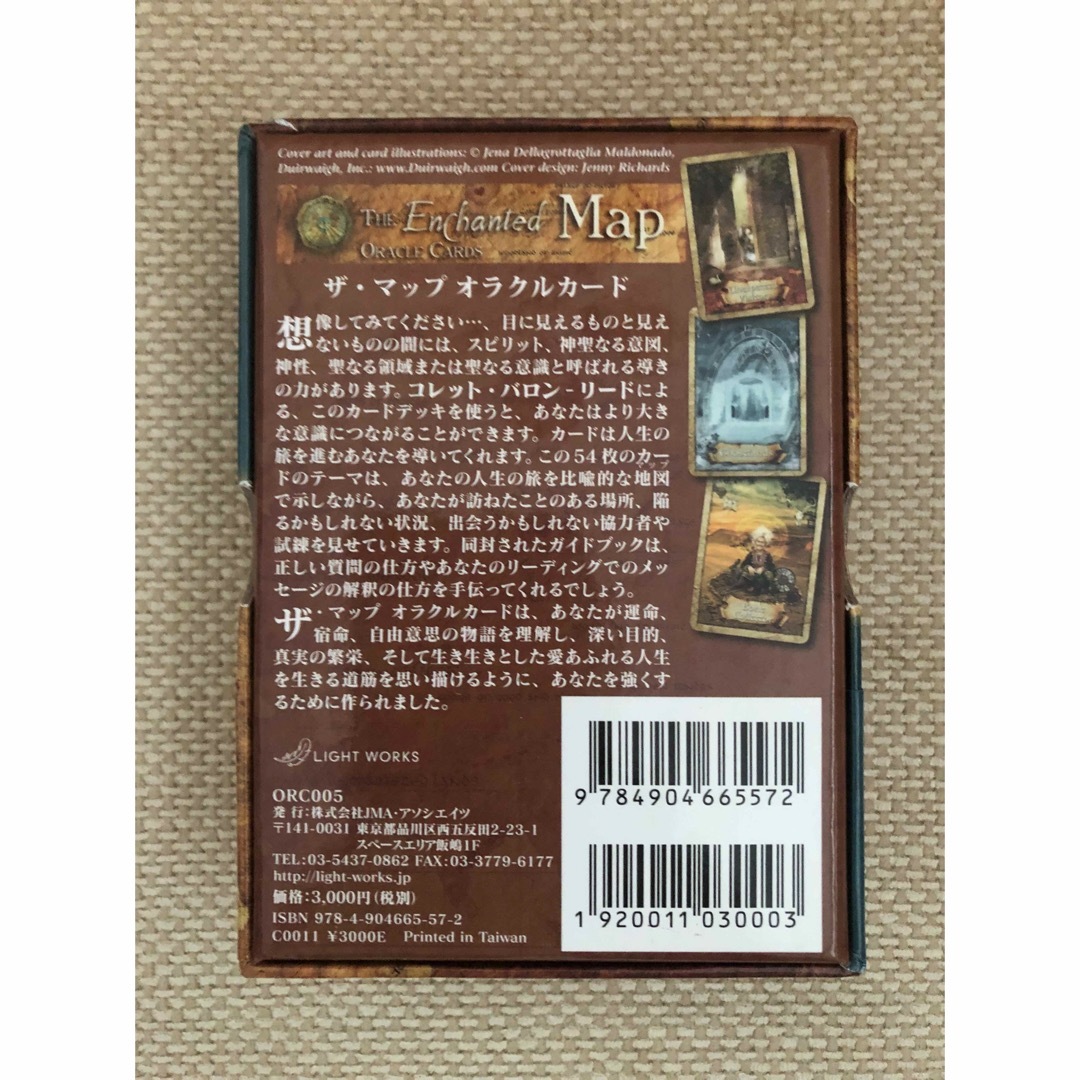 Cover art and card illustrations: © Jena Dellagrottaglia Maldonado,
Duirwaigh, Inc.: www.Duirwaigh.com Cover design: Jenny Richards
THE Enchanted Map
ORACLE CARDS
ザ・マップ オラクルカード
想像してみてください…、目に見えるものと見え
ないものの間には、スピリット、神聖なる意図、
神性、聖なる領域または聖なる意識と呼ばれる導き
の力があります。コレット・バロン-リードによ
る、このカードデッキを使うと、あなたはより大き
な意識につながることができます。カードは人生の
旅を進むあなたを導いてくれます。この54枚のカー
ドのテーマは、あなたの人生の旅を比喩的な地図
で示しながら、あなたが訪ねたことのある場所、陥
るかもしれない状況、出会うかもしれない協力者や
試練を見せていきます。同封されたガイドブックは、
正しい質問の仕方やあなたのリーディングでのメッ
セージの解釈の仕方を手伝ってくれるでしょう。
ザ・マップ オラクルカードは、あなたが運命、
宿命、自由意思の物語を理解し、深い目的、
真実の繁栄、そして生き生きとした愛あふれる人生
を生きる道筋を思い描けるように、あなたを強くす
るために作られました。
LIGHT WORKS
ORC005
発 行：株式会社JMA・アソシエイツ
〒141-0031 東京都品川区西五反田2-23-1
スペースエリア飯嶋1F
TEL:03-5437-0862 FAX:03-3779-6177
http://light-works.jp
価格：3,000円（税別）
ISBN 978-4-904665-57-2
C0011 ¥3000E Printed in Taiwan
9 784904 665572
1 920011 030003